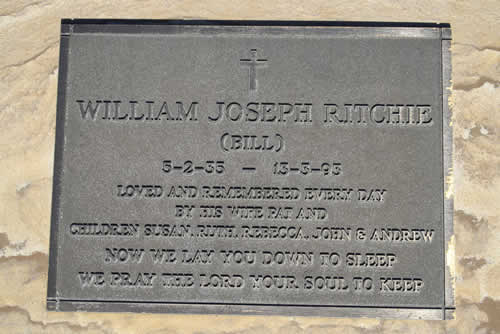 WILLIAM JOSEPH RITCHIE
(BILL)
5-2-35 - 13-3-93
LOVED AND REMEMBERED EVERY DAY
BY HIS WIFE PAT AND
CHILDREN SUSAN, RUTH, REBECCA, JOHN & ANDREW
NOW WE LAY YOU DOWN TO SLEEP
WE PRAY THE LORD YOUR SOUL TO KEEP